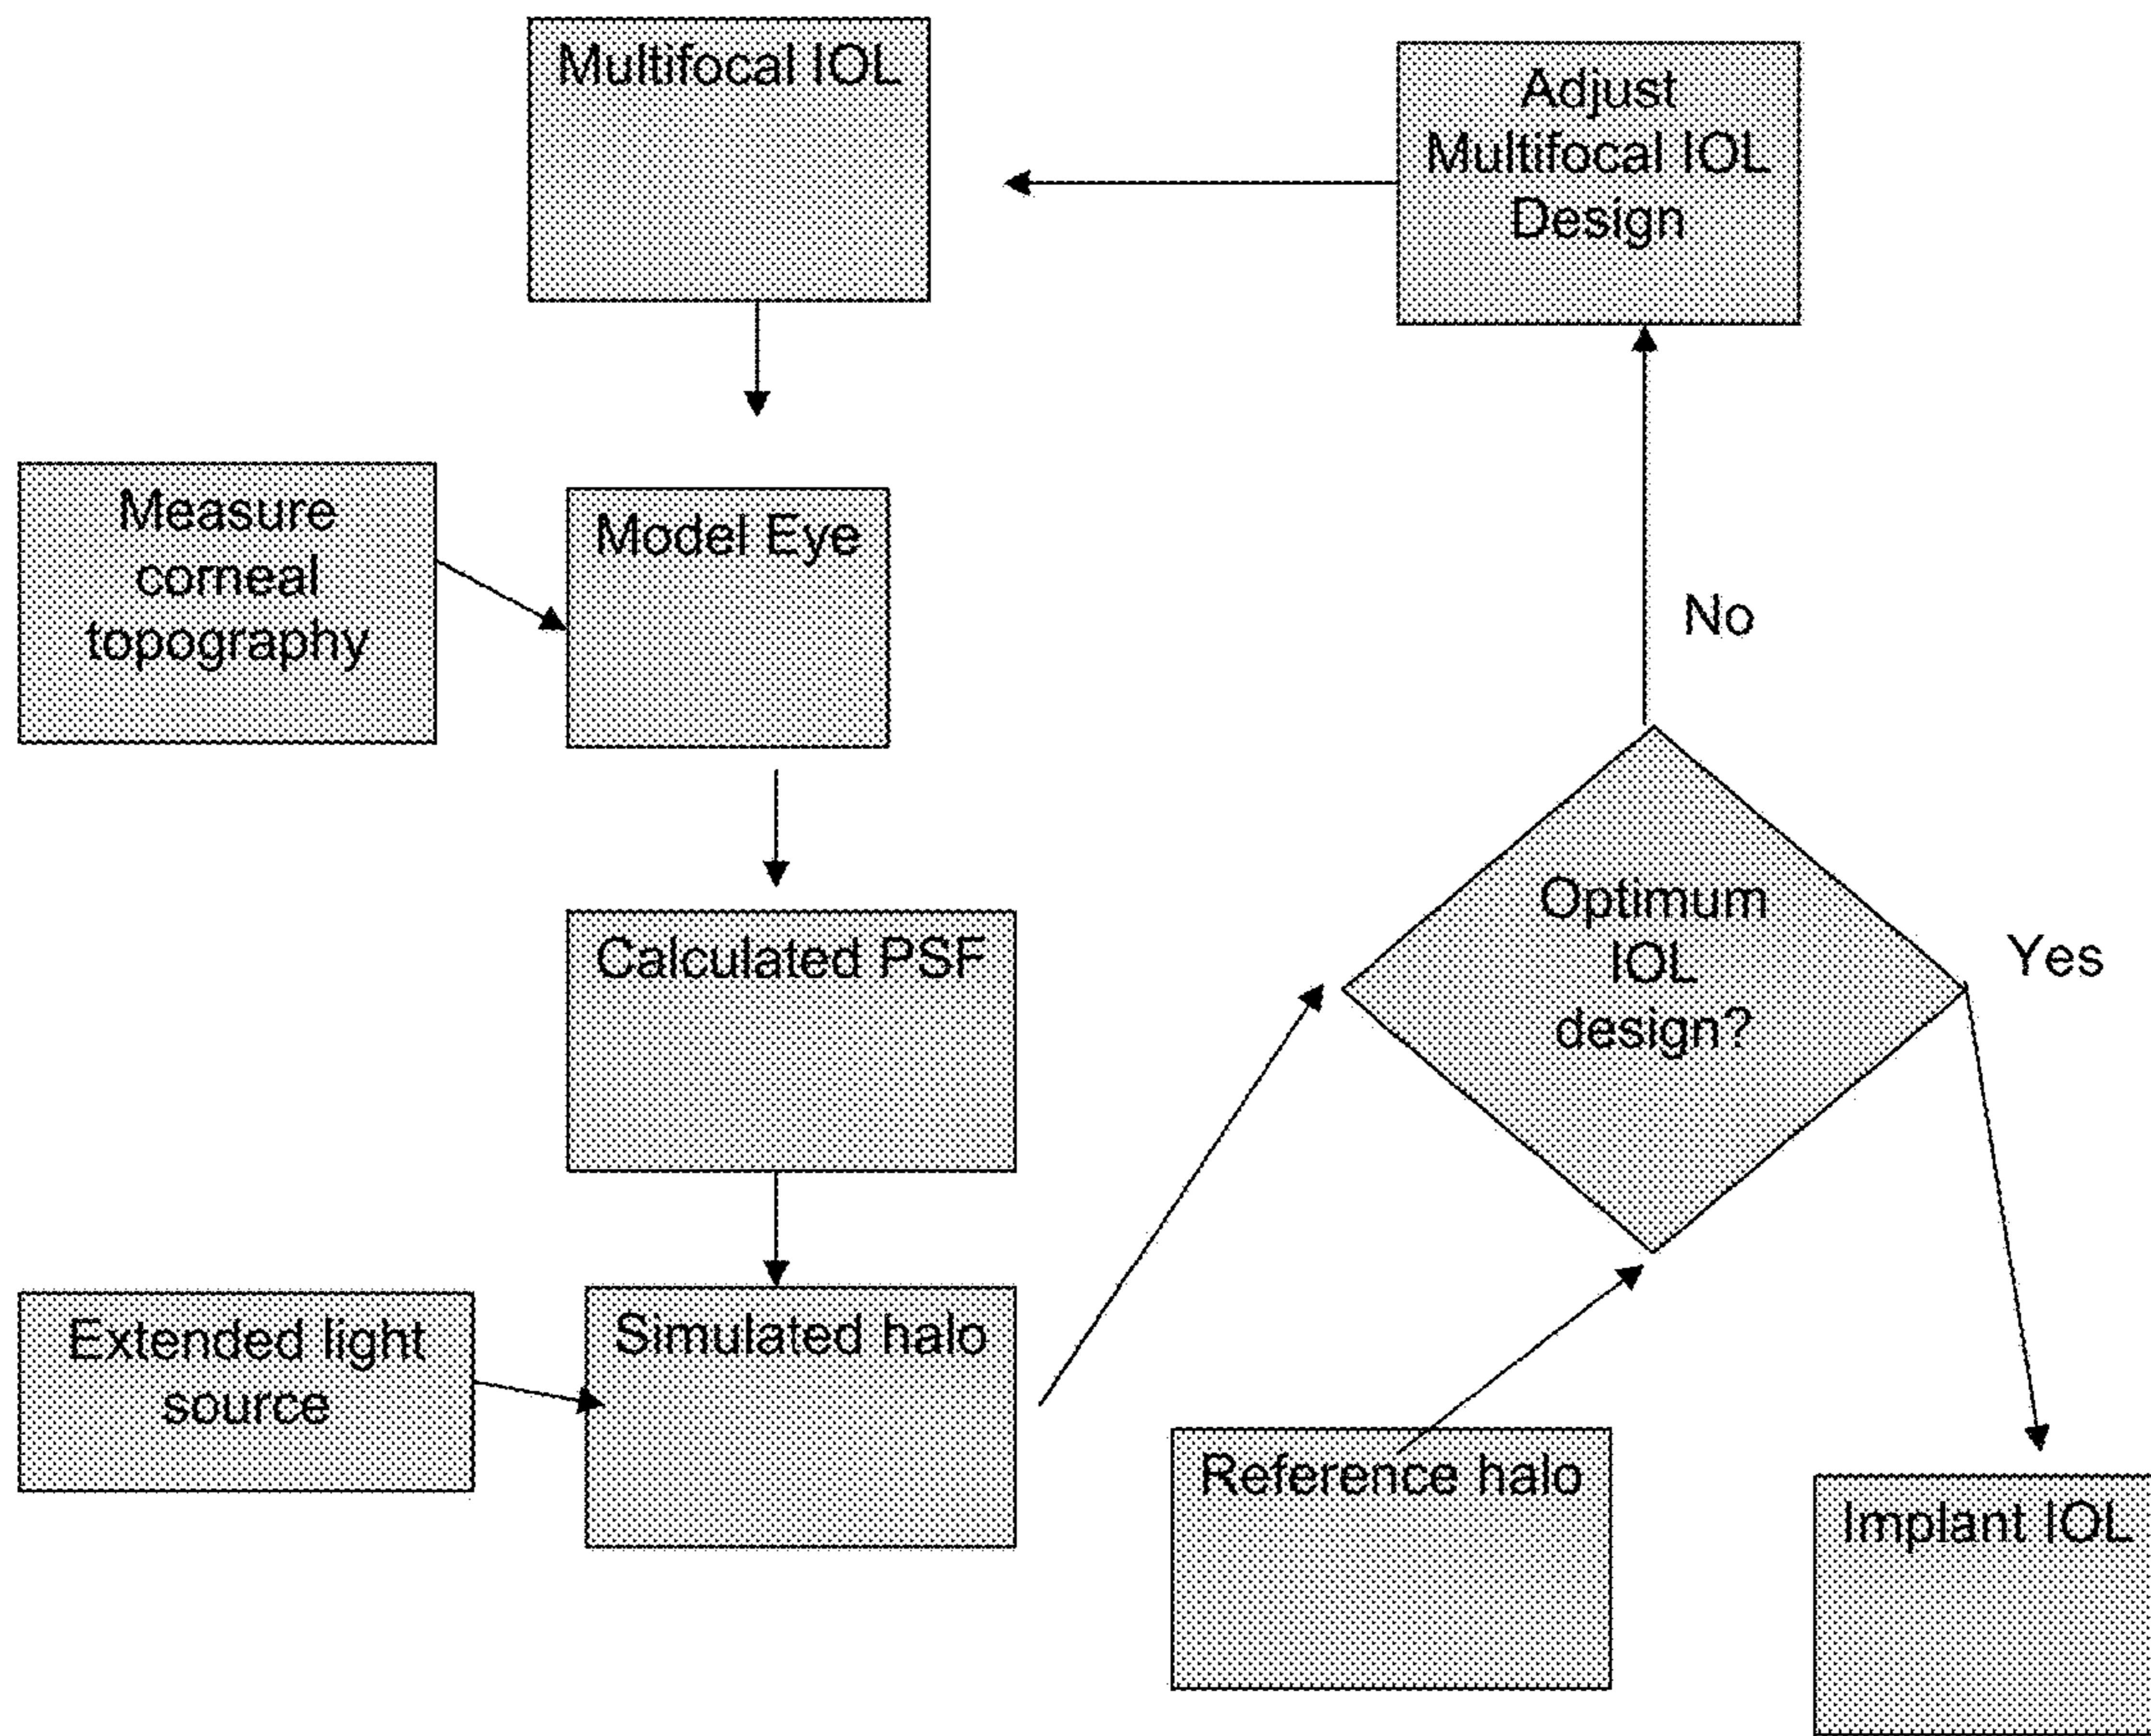 Multifocal IOL
Adjust
Multifocal IOL
Design
Measure
corneal
topography
Model Eye
No
Calculated PSF
Optimum
IOL
design?
Yes
Extended light
source
Simulated halo
Reference halo
Implant IOL